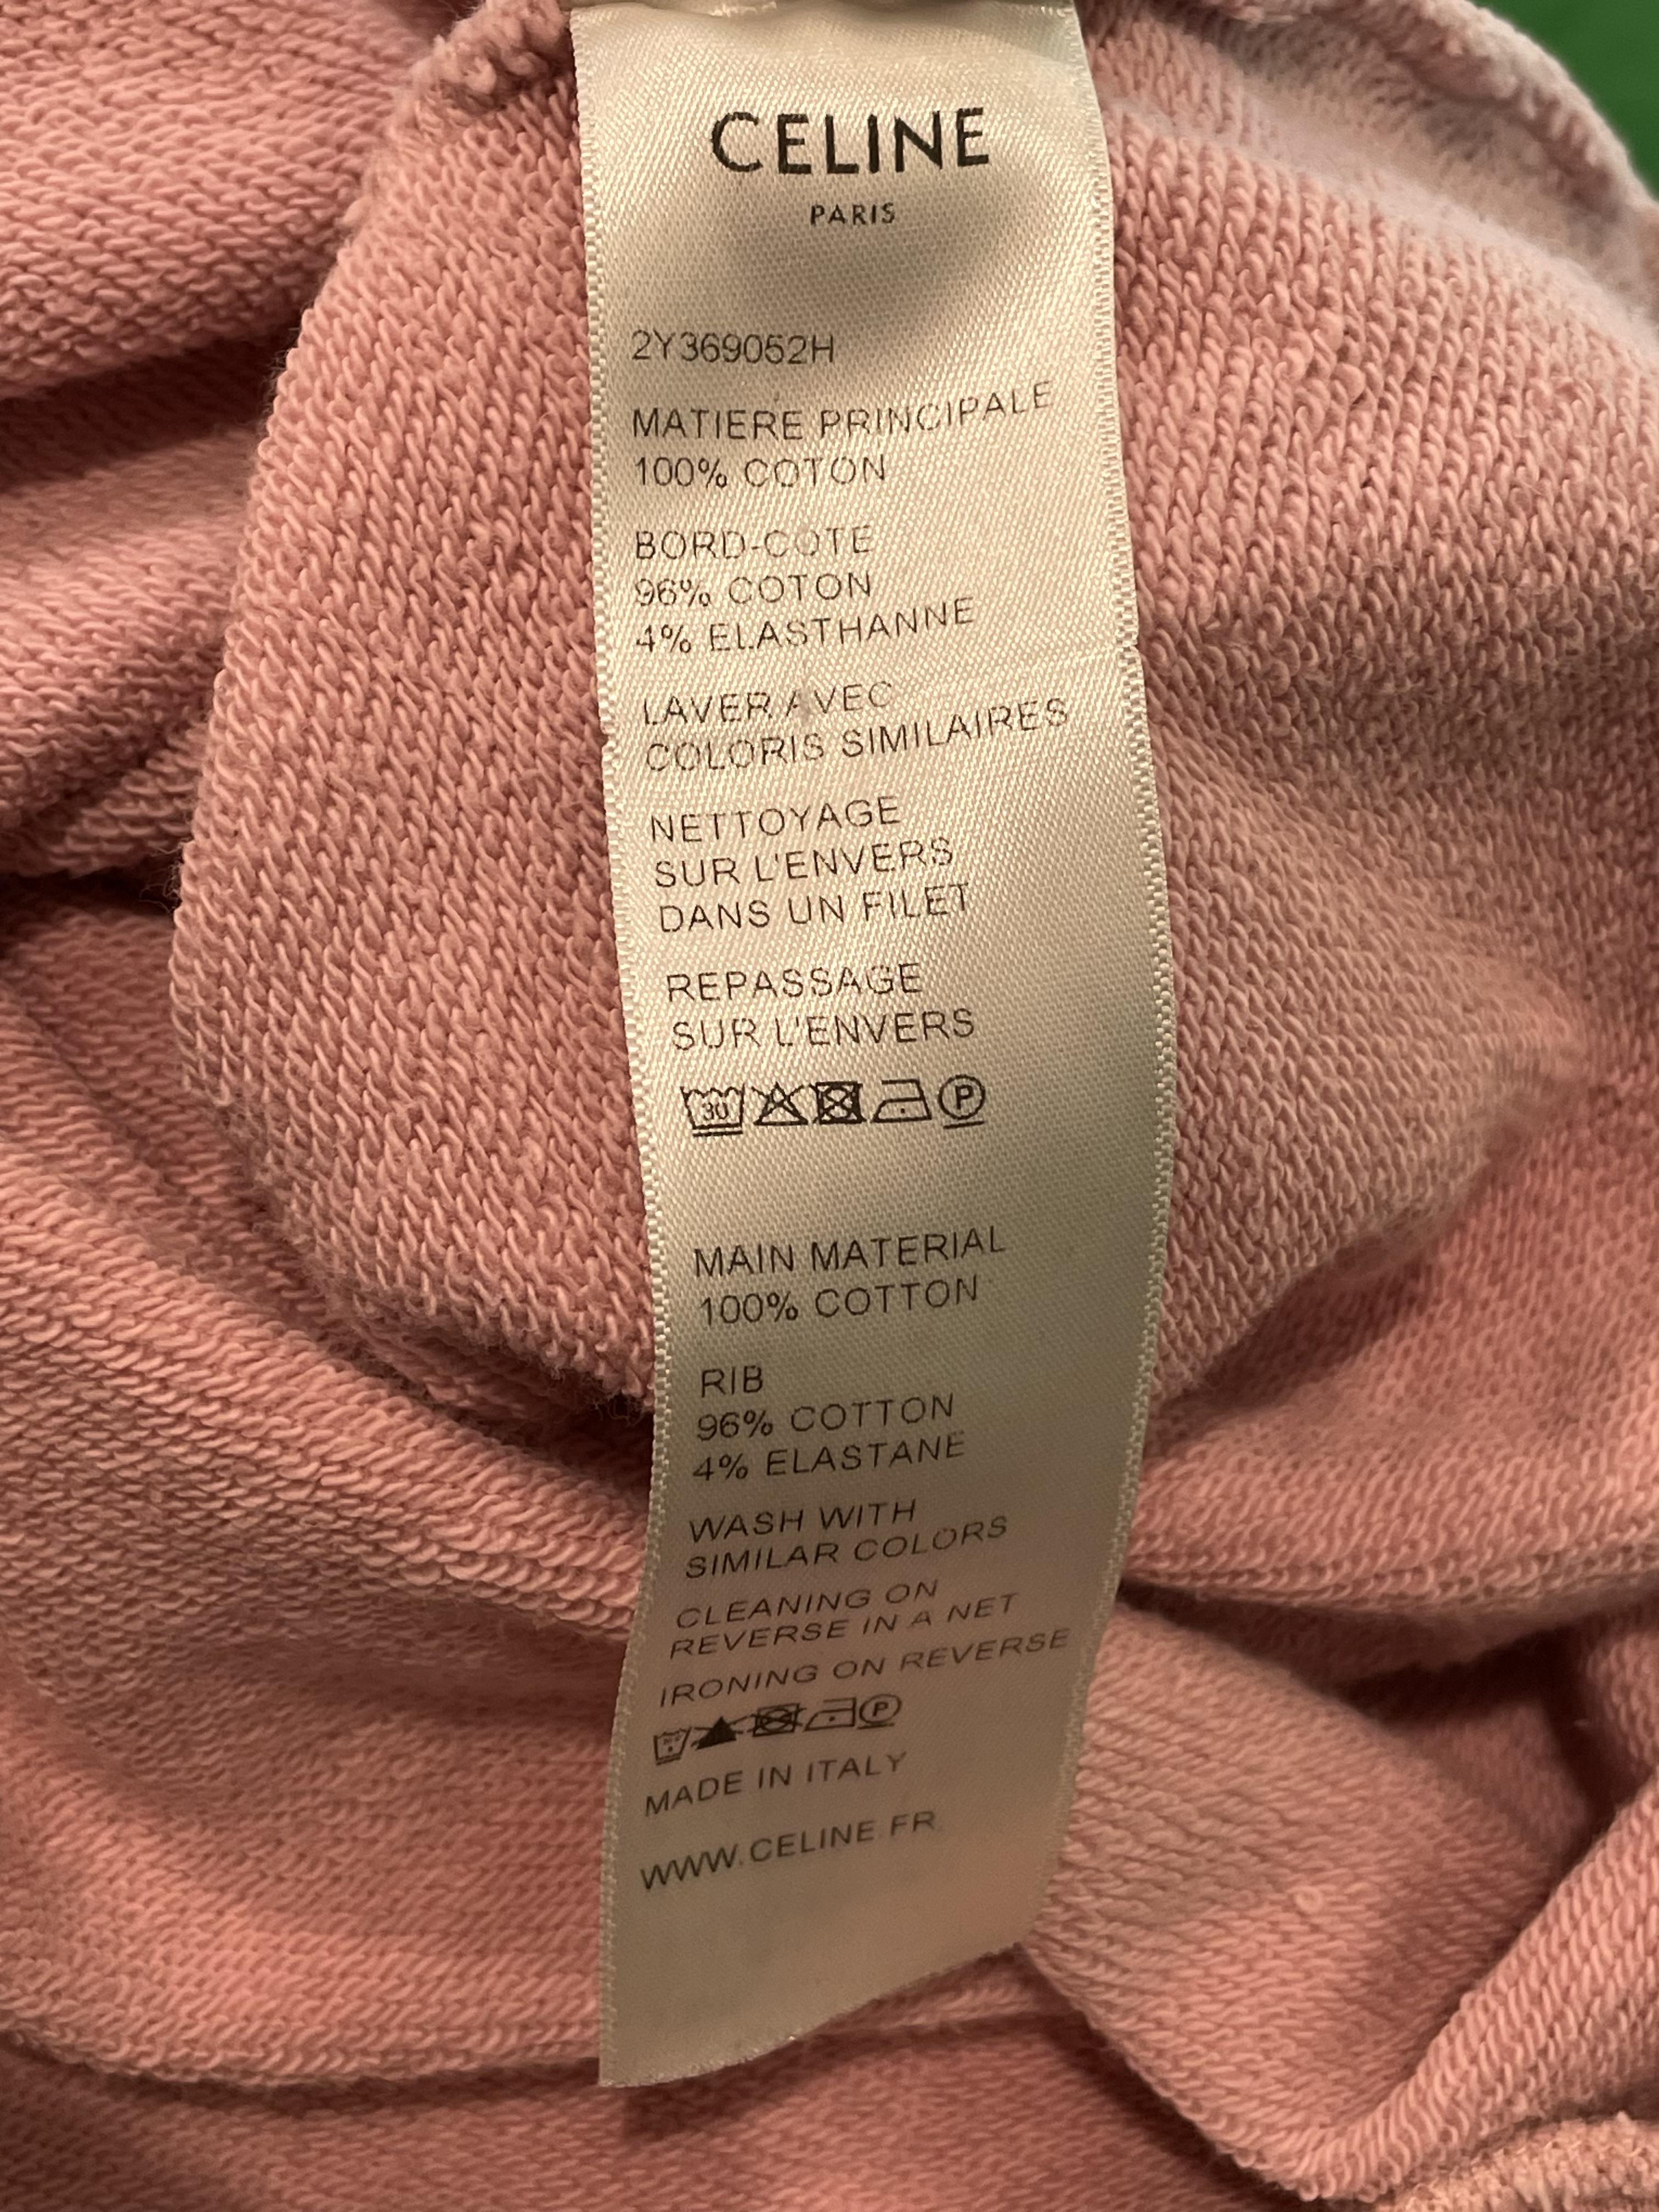 CELINE
PARIS
2Y369052H
MATIERE PRINCIPALE
100% COTON
BORD-COTE
96% COTON
4% ELASTHANNE
LAVER AVEC
COLORIS SIMILAIRES
NETTOYAGE
SUR L'ENVERS
DANS UN FILET
REPASSAGE
SUR L'ENVERS
30 P
MAIN MATERIAL
100% COTTON
RIB
96% COTTON
4% ELASTANE
WASH WITH
SIMILAR COLORS
CLEANING ON
REVERSE IN A NET
IRONING ON REVERSE
P
MADE IN ITALY
WWW.CELINE.FR